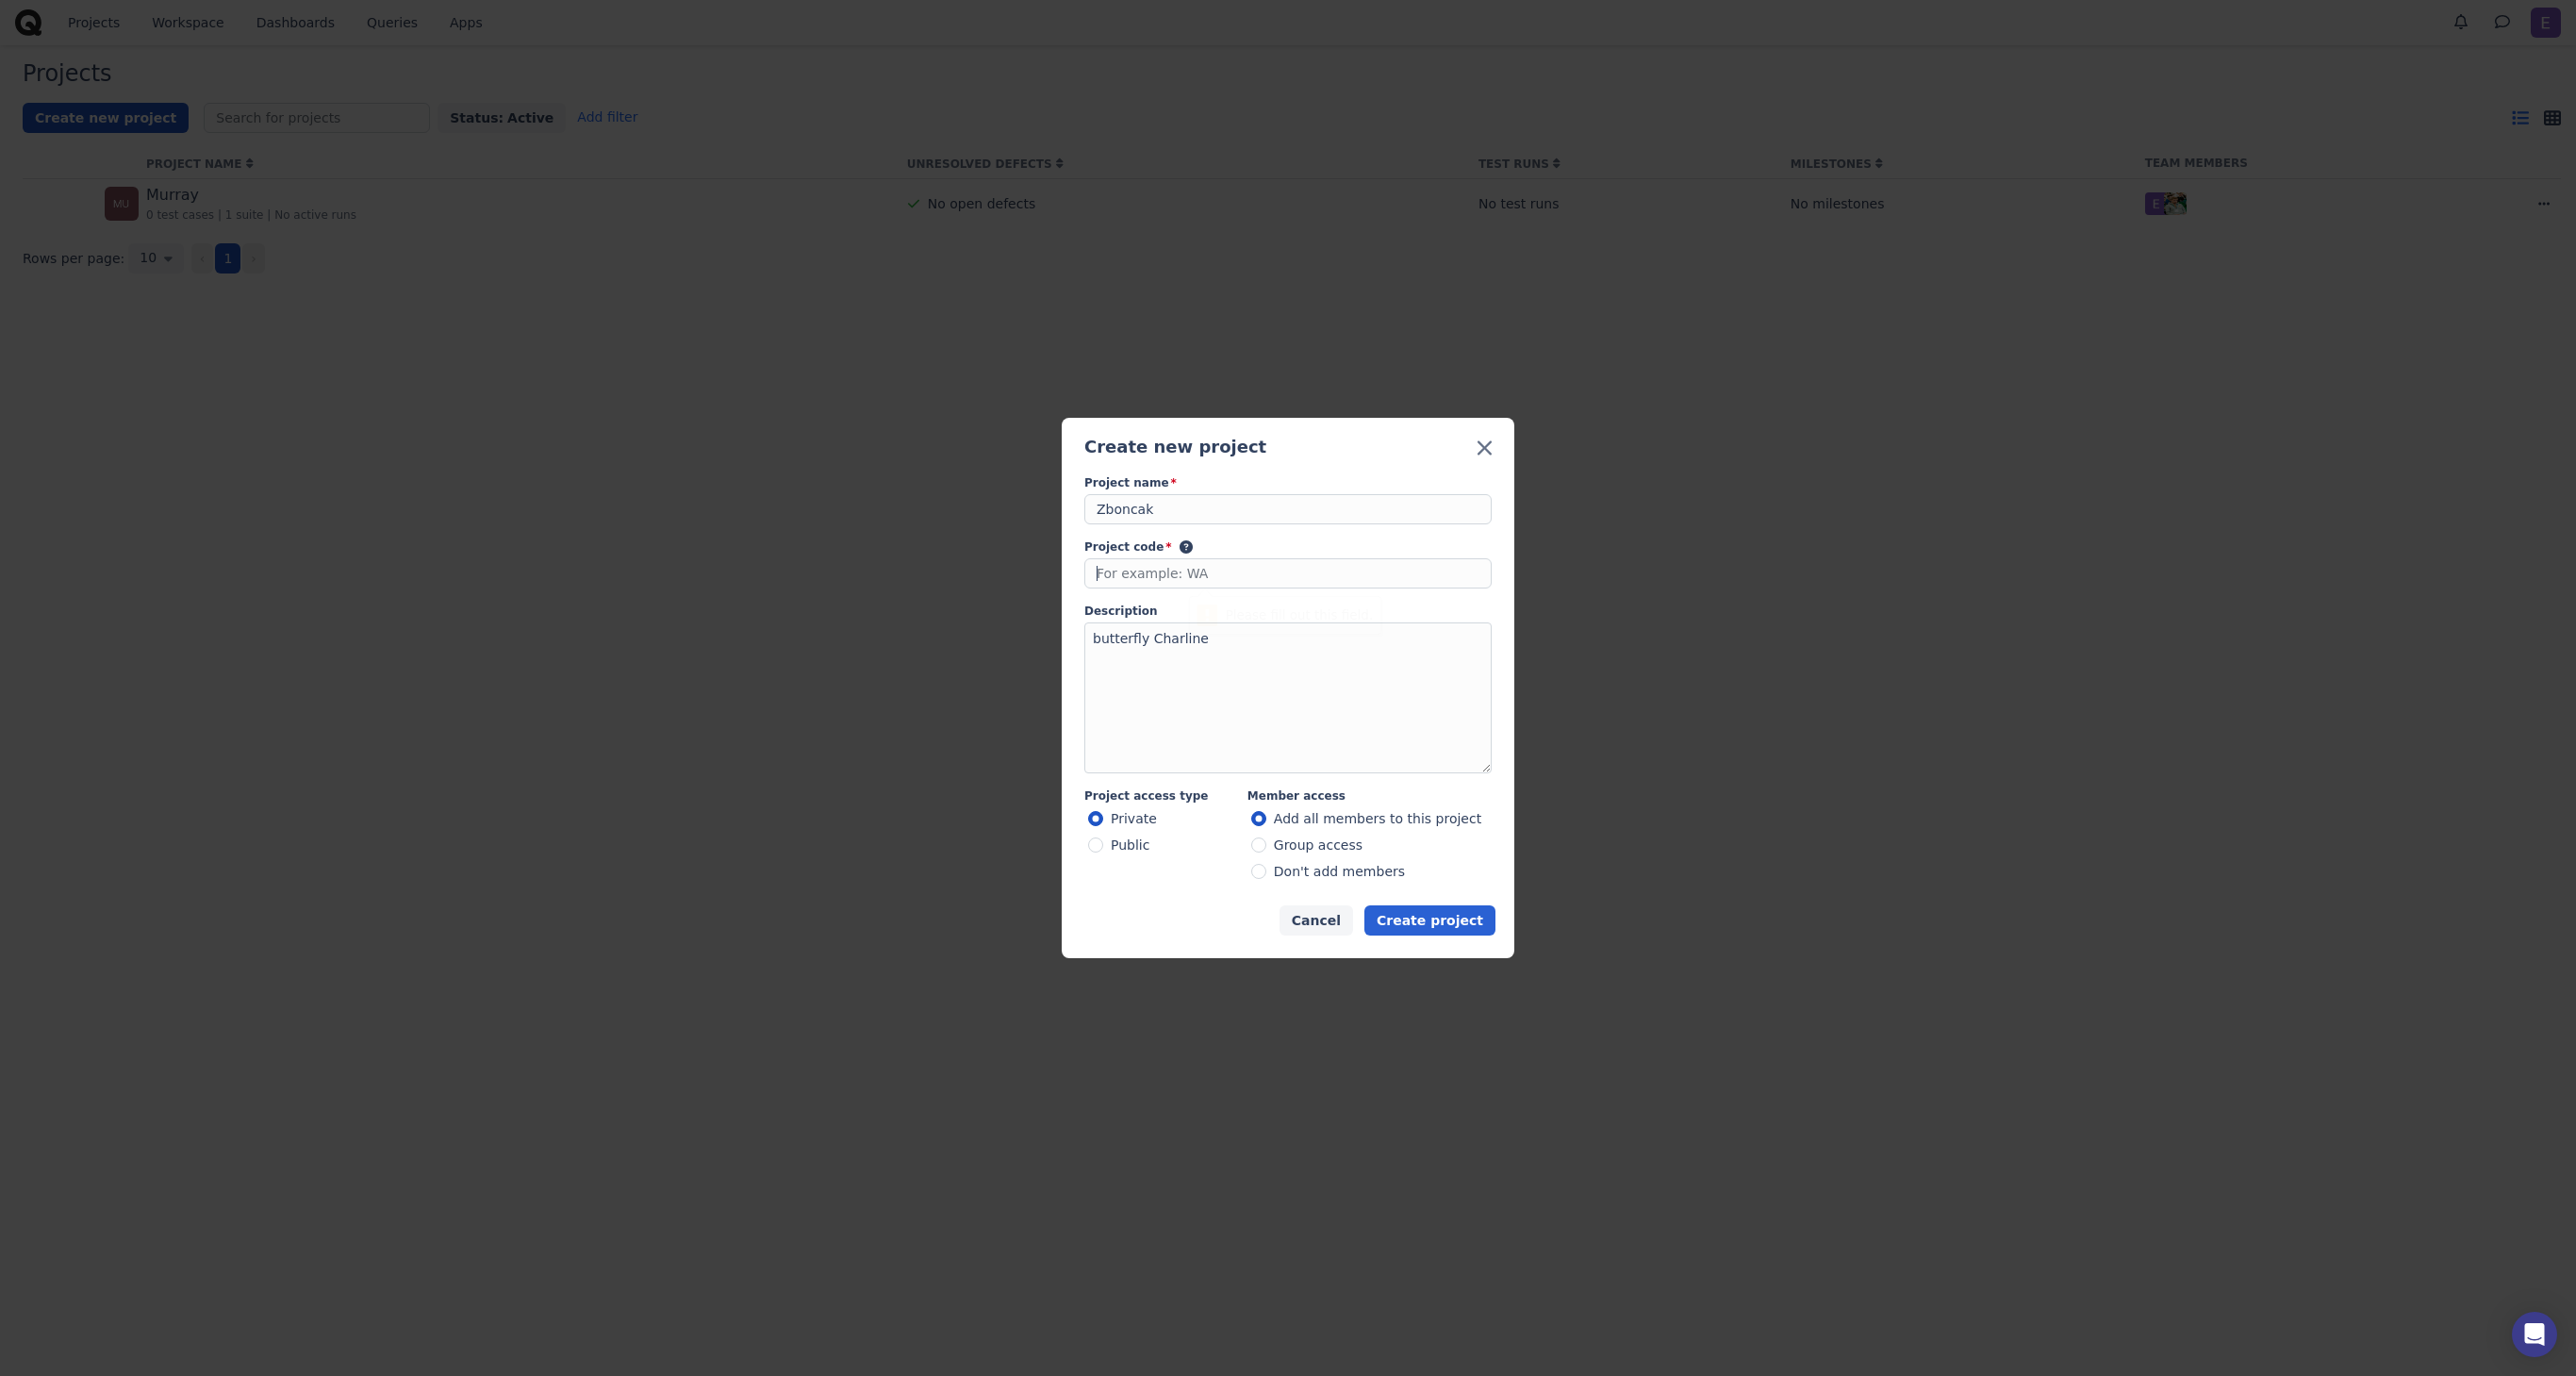 Projects Workspace Dashboards Queries Apps E
Projects
Create new project Search for projects Status: Active Add filter
PROJECT NAME UNRESOLVED DEFECTS TEST RUNS MILESTONES TEAM MEMBERS
MU Murray
0 test cases | 1 suite | No active runs No open defects No test runs No milestones E
Rows per page: 10 1
Create new project
Project name*
Zboncak
Project code* ?
For example: WA
Description
butterfly Charline
Project access type Member access
Private Add all members to this project
Public Group access
Don't add members
Cancel Create project